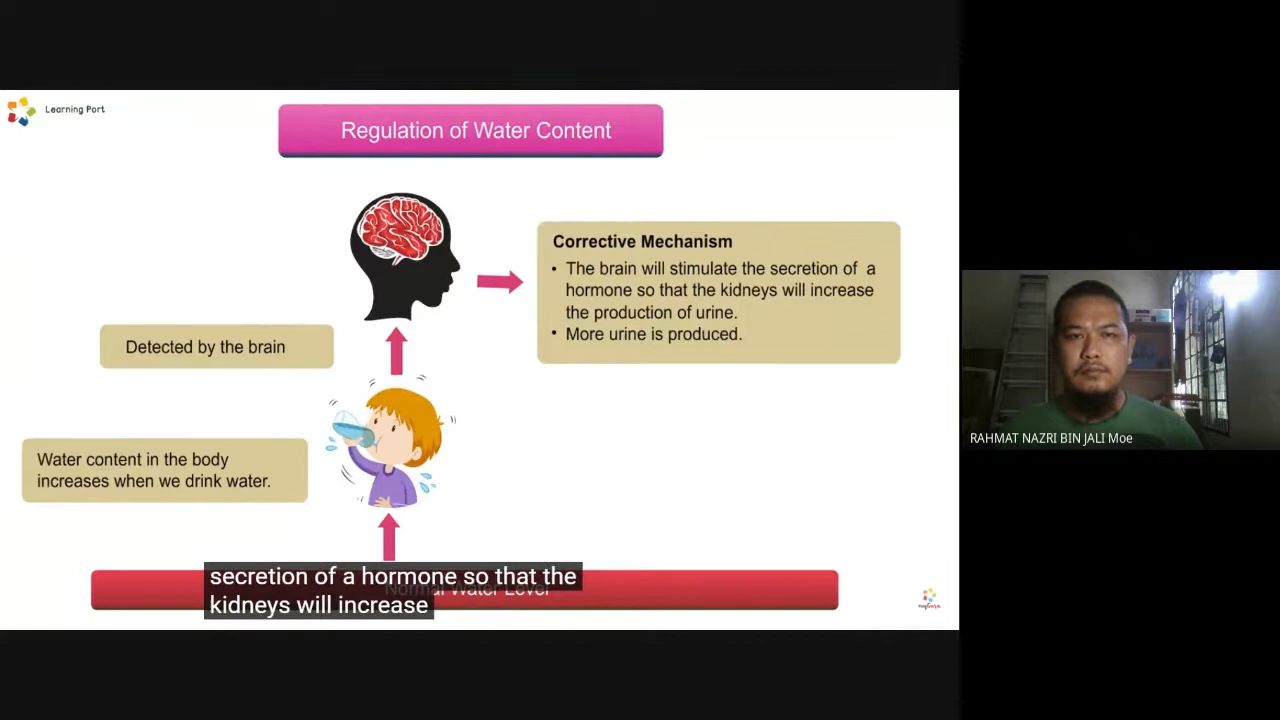 Learning Port
Regulation of Water Content
Corrective Mechanism
• The brain will stimulate the secretion of a
hormone so that the kidneys will increase
the production of urine.
• More urine is produced.
Detected by the brain
Water content in the body
increases when we drink water.
Normal Water Level
secretion of a hormone so that the
kidneys will increase
RAHMAT NAZRI BIN JALI Moe